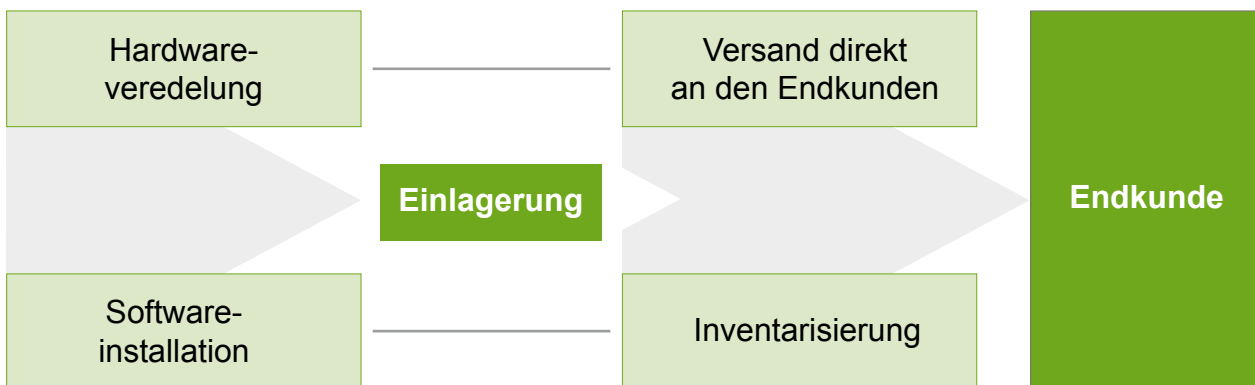 Hardware-
veredelung
Versand direkt
an den Endkunden
Einlagerung
Endkunde
Software-
installation
Inventarisierung